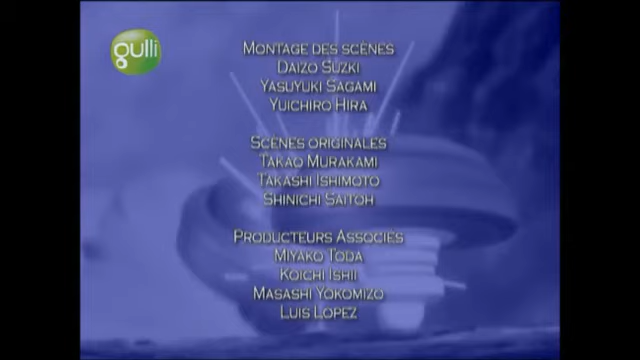 gulli
MONTAGE DES SCÈNES
DAIZO SUZKI
YASUYUKI SAGAMI
YUICHIRO HIRA
SCÈNES ORIGINALES
TAKAO MURAKAMI
TAKASHI ISHIMOTO
SHINICHI SAITOH
PRODUCTEURS ASSOCIÉS
MIYAKO TODA
KOICHI ISHII
MASASHI YOKOMIZO
LUIS LOPEZ